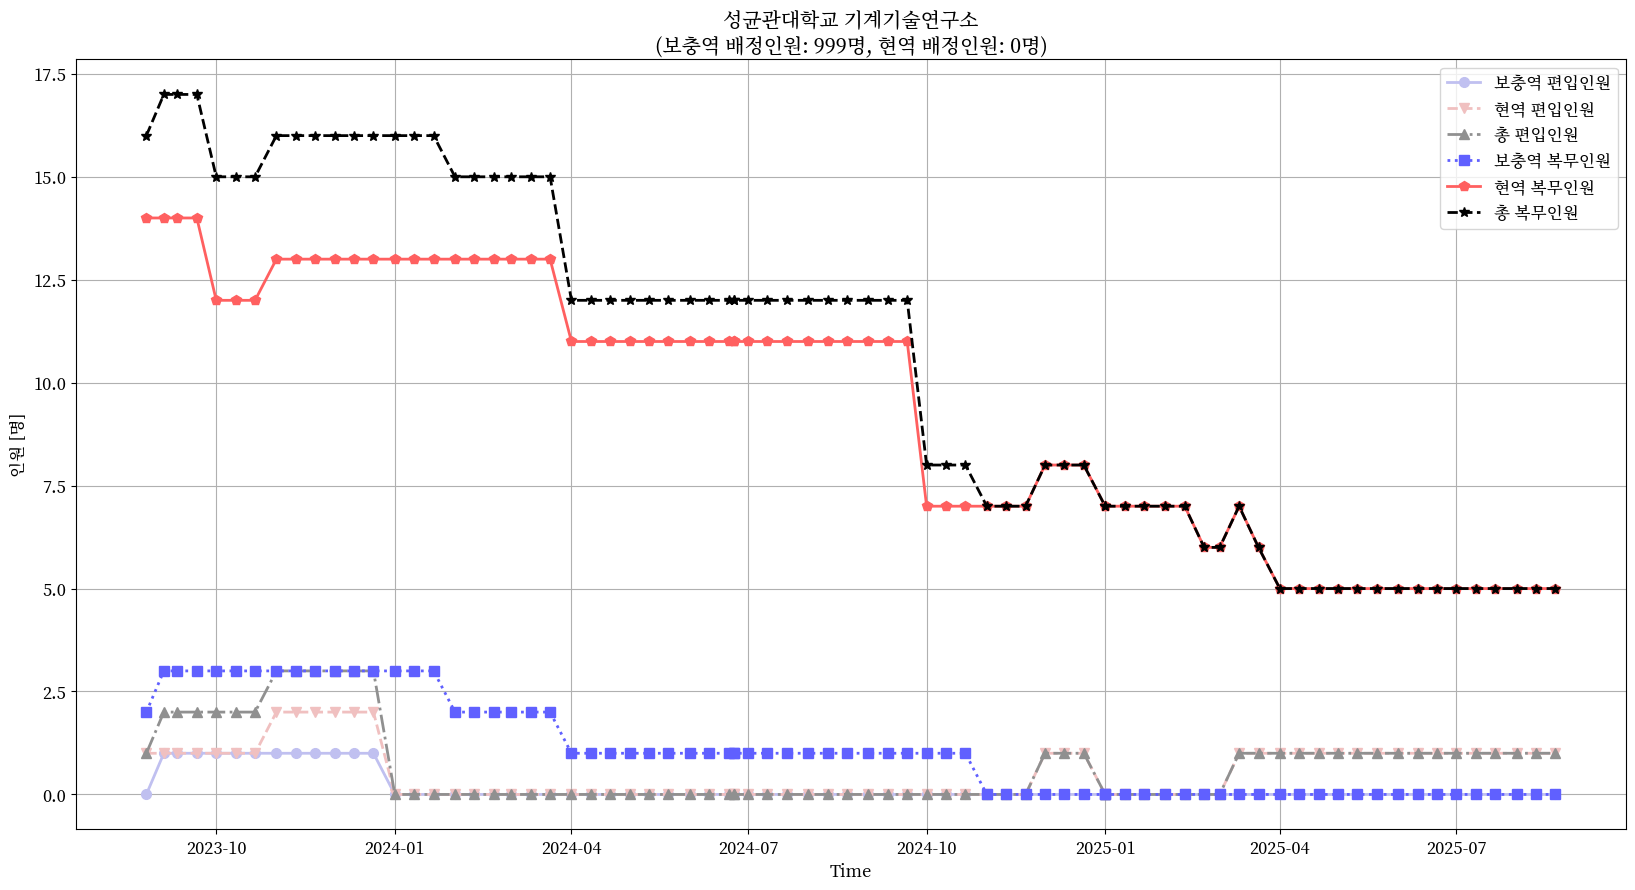 성균관대학교 기계기술연구소
(보충역 배정인원: 999명, 현역 배정인원: 0명)
17.5
15.0
12.5
10.0
7.5
5.0
2.5
0.0
인원 [명]
보충역 편입인원
현역 편입인원
총 편입인원
보충역 복무인원
현역 복무인원
총 복무인원
2023-10
2024-01
2024-04
2024-07
2024-10
2025-01
2025-04
2025-07
Time